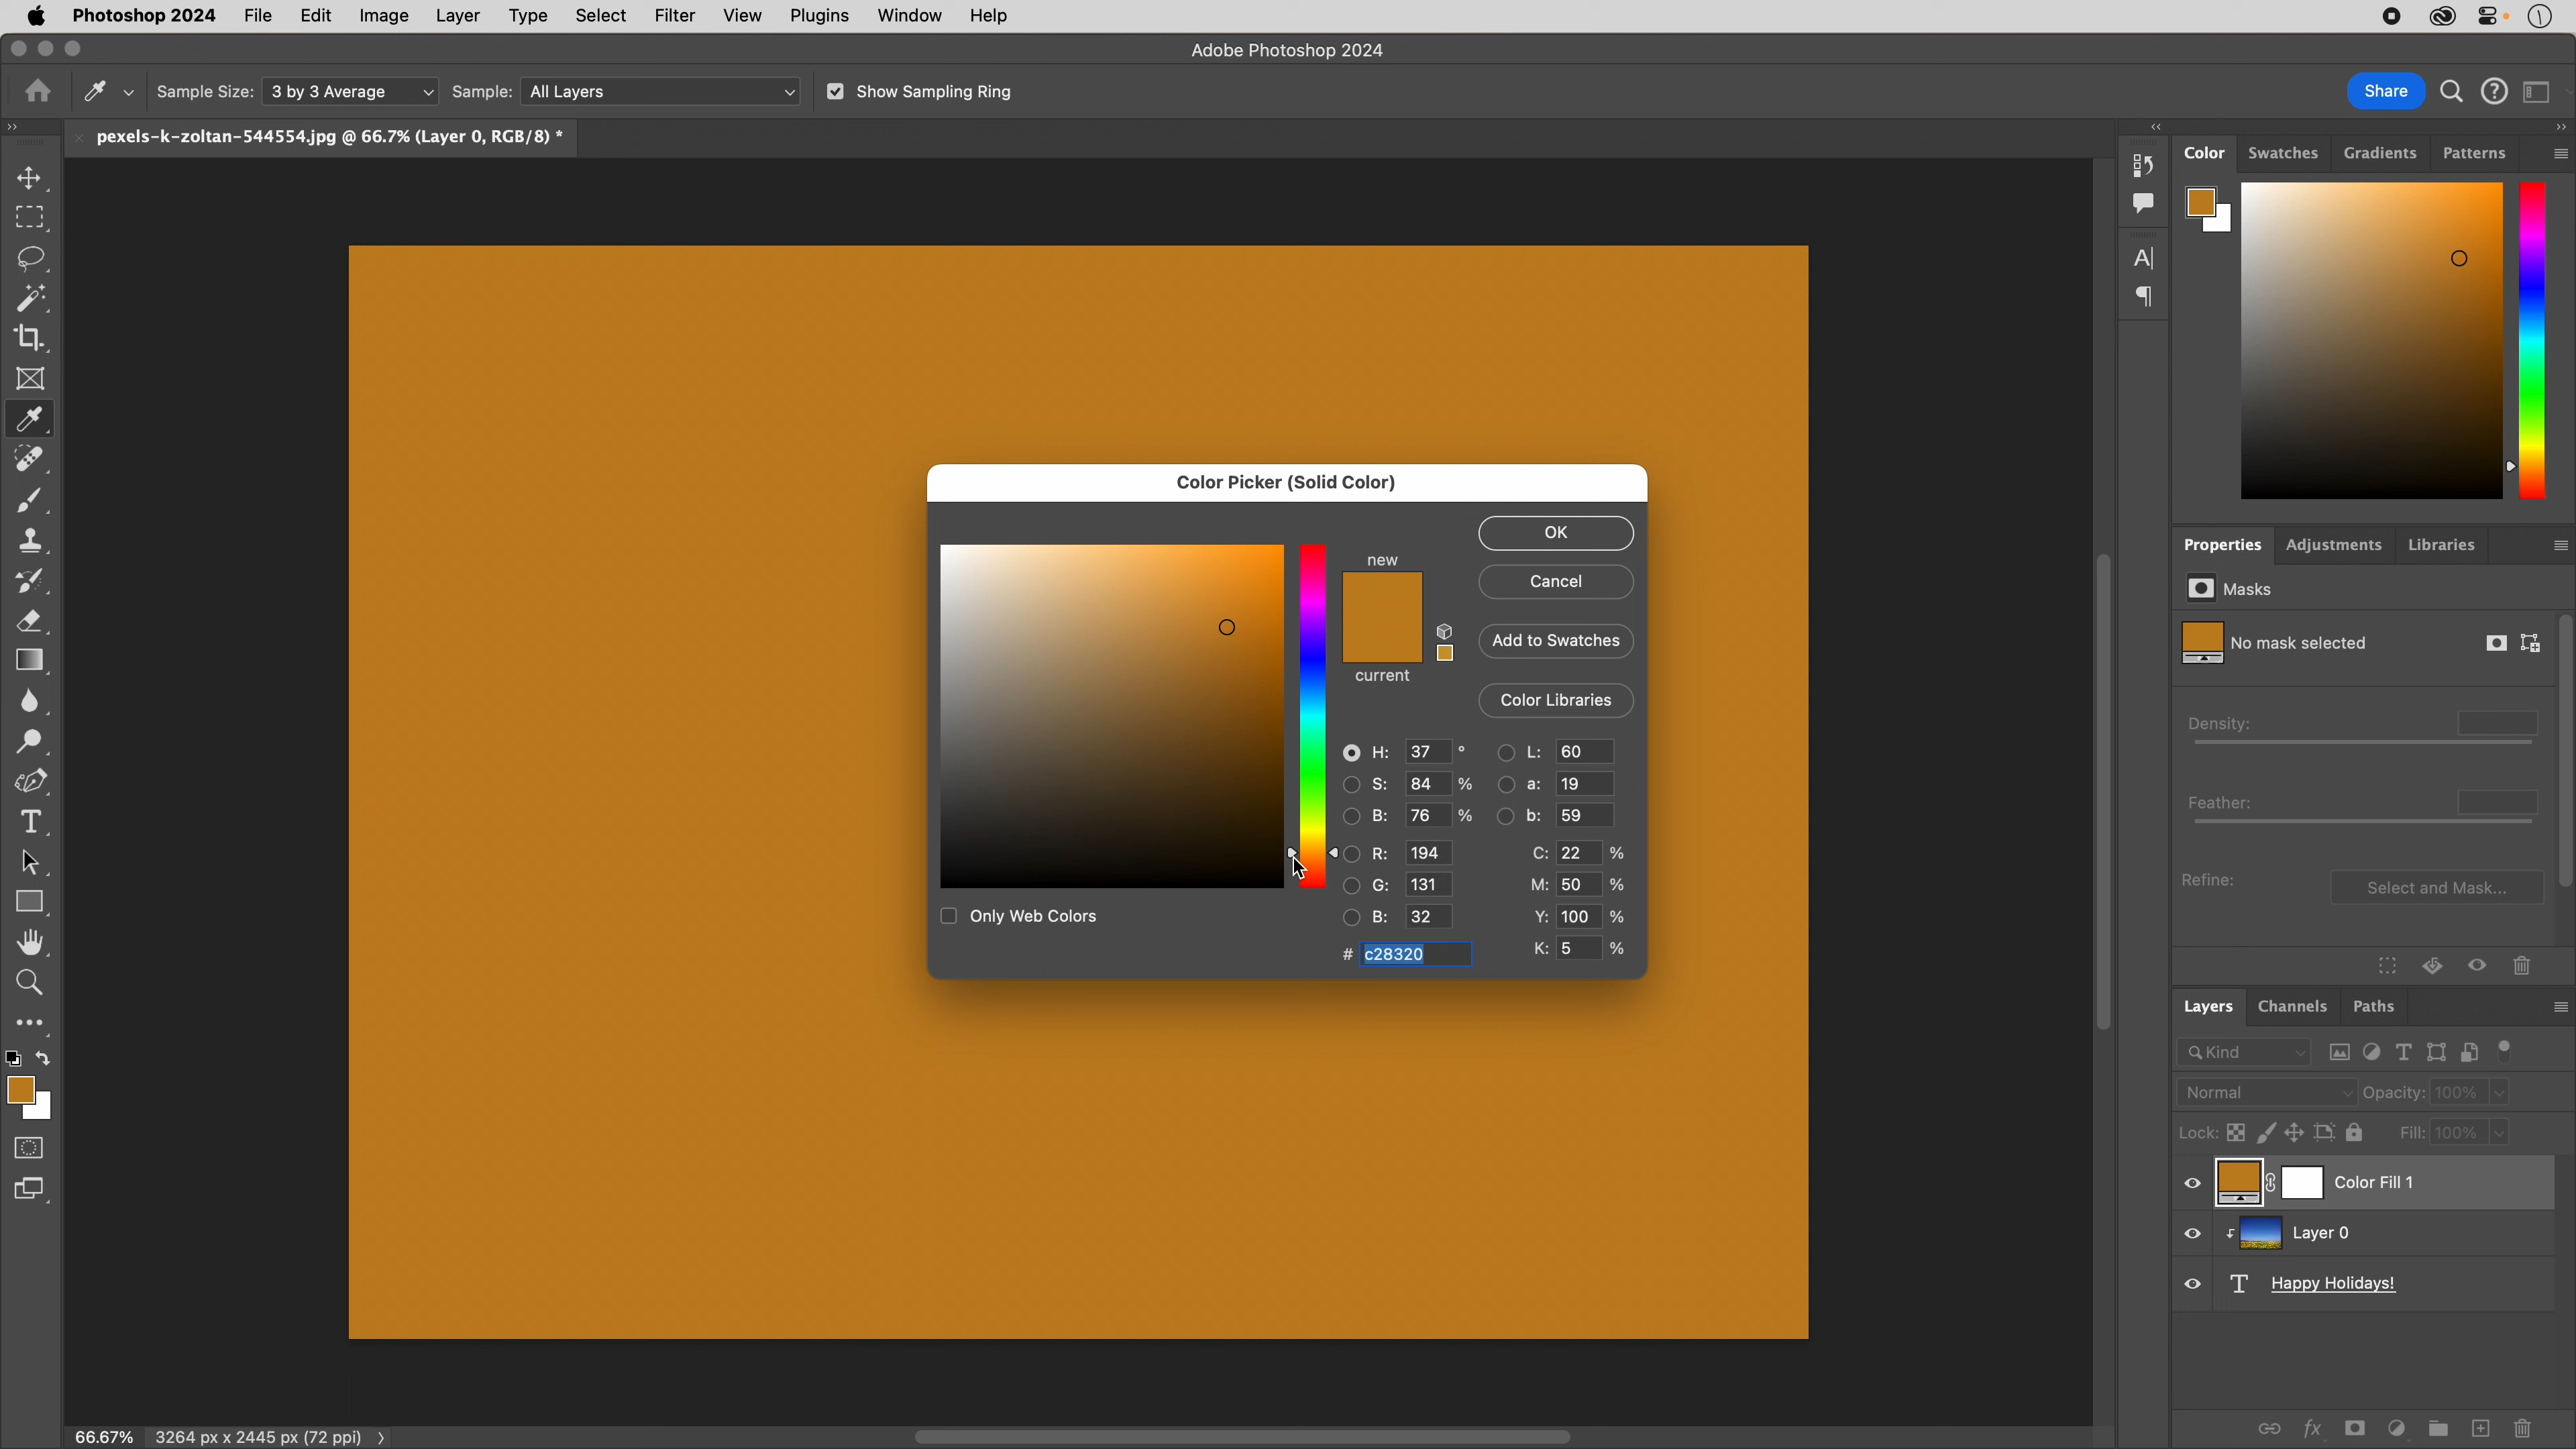 Photoshop 2024 File Edit Image Layer Type Select Filter View Plugins Window Help
Adobe Photoshop 2024
Sample Size: 3 by 3 Average Sample: All Layers Show Sampling Ring Share
pexels-k-zoltan-544554.jpg @ 66.7% (Layer 0, RGB/8) *
Color Swatches Gradients Patterns
Color Picker (Solid Color)
new
current
OK
Cancel
Add to Swatches
Color Libraries
H: 37 ° L: 60
S: 84 % a: 19
B: 76 % b: 59
R: 194 C: 22 %
G: 131 M: 50 %
B: 32 Y: 100 %
# c28320 K: 5 %
Only Web Colors
Properties Adjustments Libraries
Masks
No mask selected
Density:
Feather:
Refine: Select and Mask...
Layers Channels Paths
Kind
Normal Opacity: 100%
Lock: Fill: 100%
Color Fill 1
Layer 0
T Happy Holidays!
fx
66.67% 3264 px x 2445 px (72 ppi)